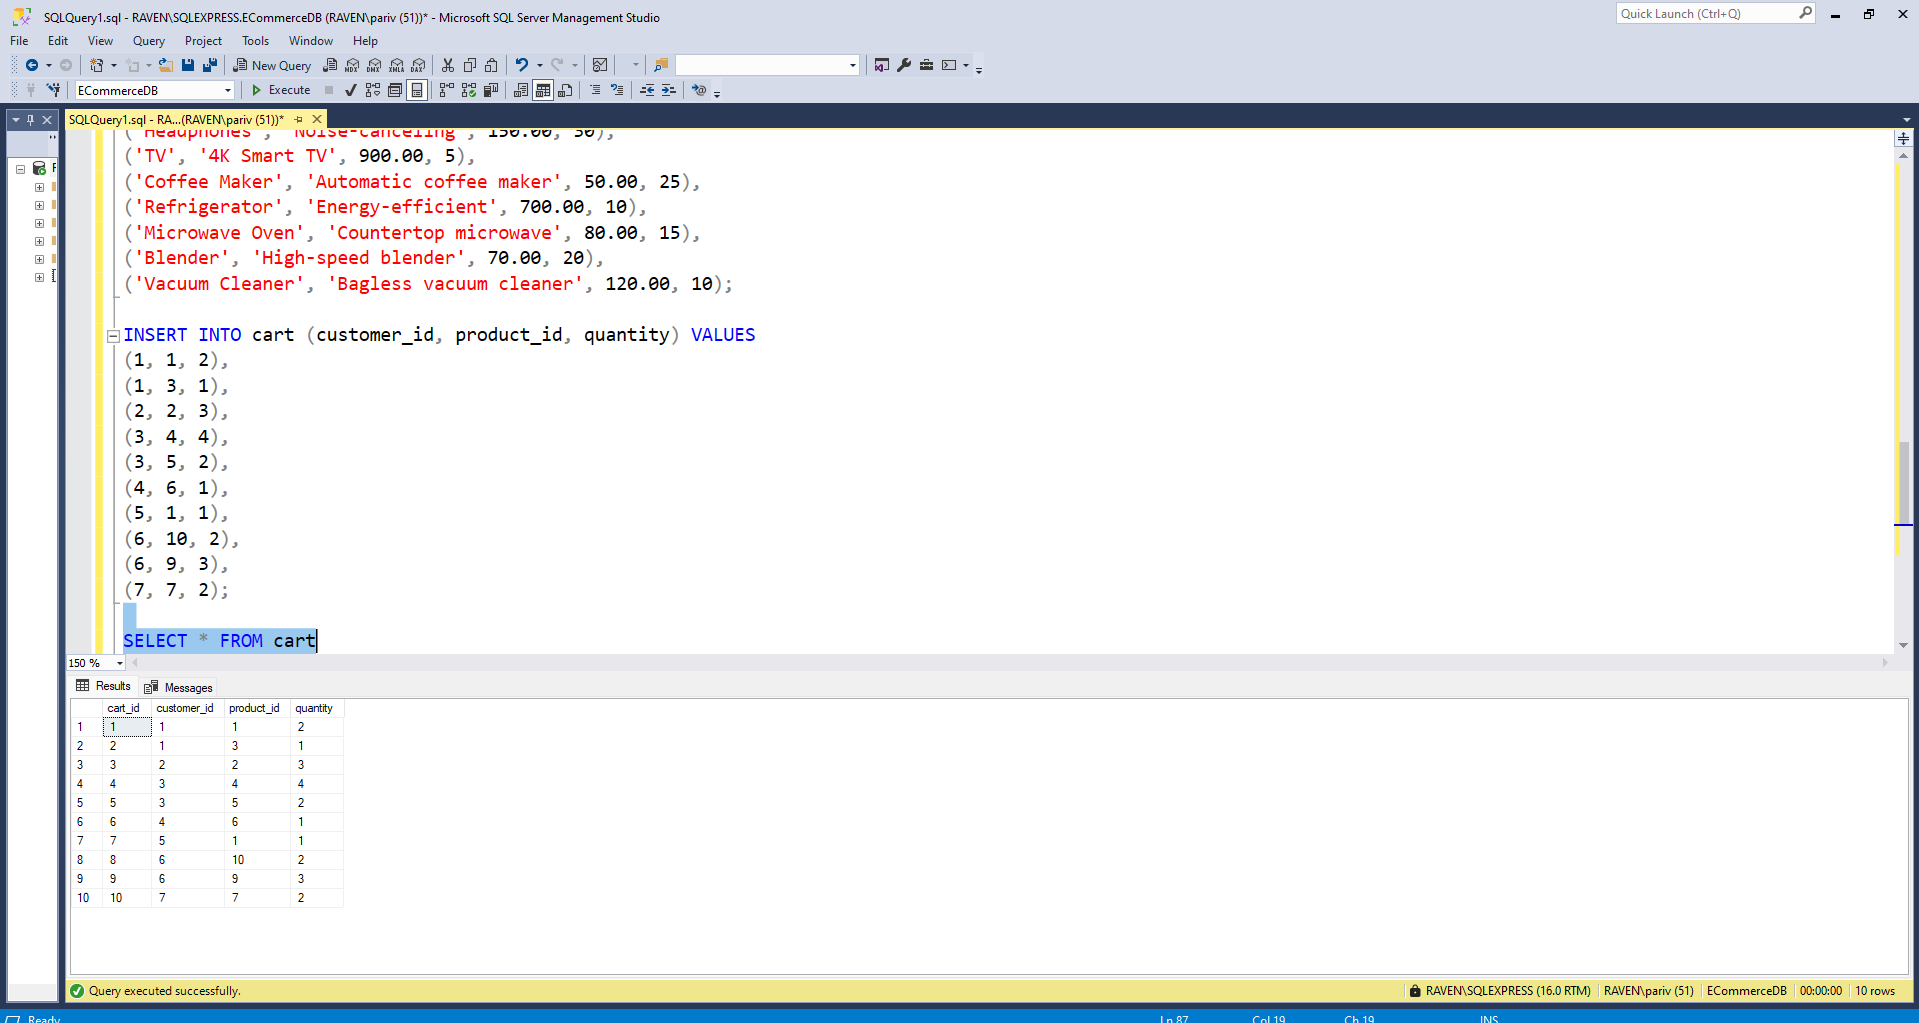 SQLQuery1.sql - RAVEN\SQLEXPRESS.ECommerceDB (RAVEN\pariv (51))* - Microsoft SQL Server Management Studio
Quick Launch (Ctrl+Q)
File Edit View Query Project Tools Window Help
New Query MDX DMX XMLA DAX
ECommerceDB Execute
SQLQuery1.sql - RA...(RAVEN\pariv (51))*
('Headphones', 'Noise-canceling', 150.00, 30),
('TV', '4K Smart TV', 900.00, 5),
('Coffee Maker', 'Automatic coffee maker', 50.00, 25),
('Refrigerator', 'Energy-efficient', 700.00, 10),
('Microwave Oven', 'Countertop microwave', 80.00, 15),
('Blender', 'High-speed blender', 70.00, 20),
('Vacuum Cleaner', 'Bagless vacuum cleaner', 120.00, 10);
INSERT INTO cart (customer_id, product_id, quantity) VALUES
(1, 1, 2),
(1, 3, 1),
(2, 2, 3),
(3, 4, 4),
(3, 5, 2),
(4, 6, 1),
(5, 1, 1),
(6, 10, 2),
(6, 9, 3),
(7, 7, 2);
SELECT * FROM cart
150 %
Results Messages
cart_id customer_id product_id quantity
1 1 1 1 2
2 2 1 3 1
3 3 2 2 3
4 4 3 4 4
5 5 3 5 2
6 6 4 6 1
7 7 5 1 1
8 8 6 10 2
9 9 6 9 3
10 10 7 7 2
Query executed successfully. RAVEN\SQLEXPRESS (16.0 RTM) RAVEN\pariv (51) ECommerceDB 00:00:00 10 rows
Ready Ln 87 Col 19 Ch 19 INS